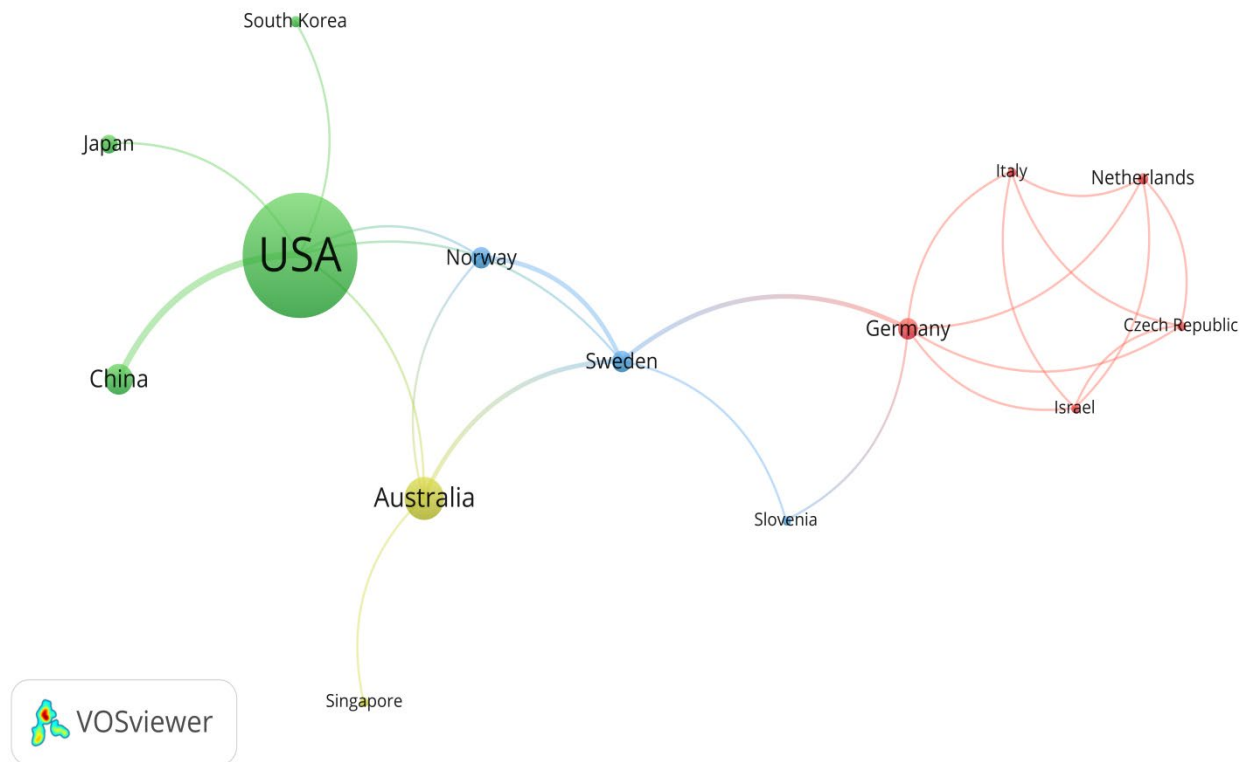 South Korea
Japan
Italy
Netherlands
USA
Norway
Germany
Czech Republic
Sweden
China
Israel
Australia
Slovenia
Singapore
VOSviewer